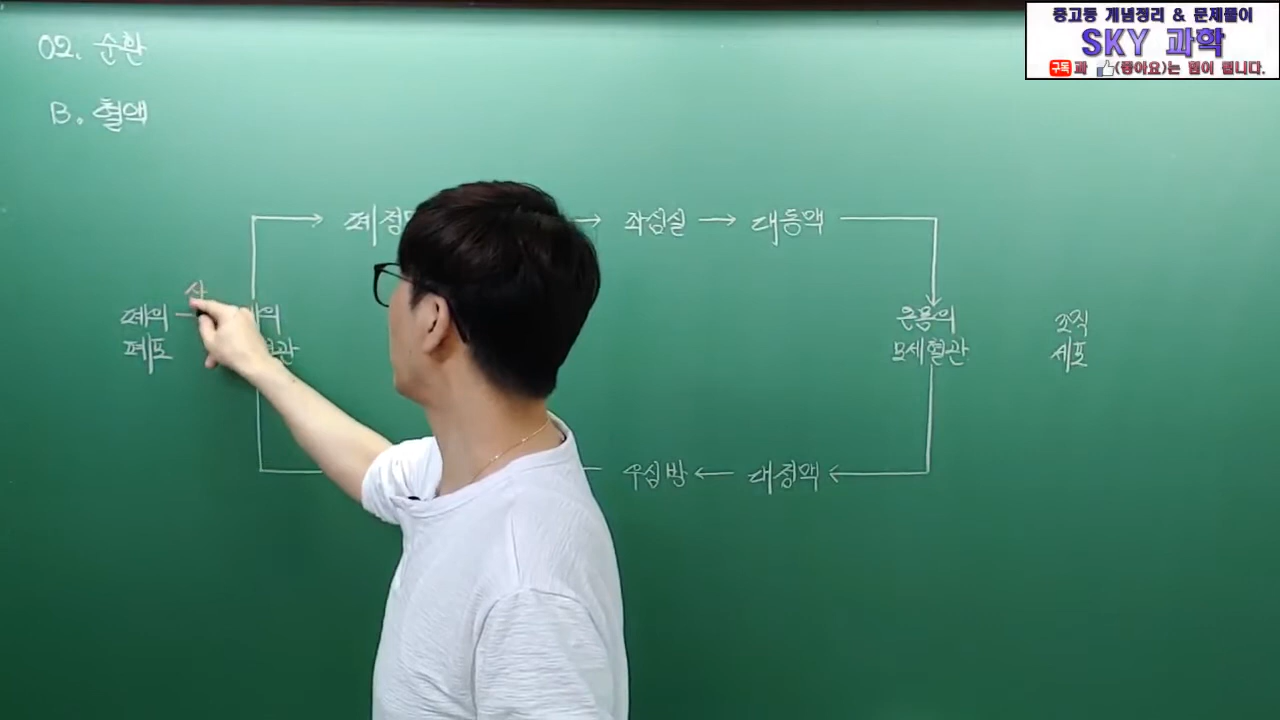 중고등 개념정리 & 문제풀이
SKY 과학
구독과 (좋아요)는 힘이 됩니다.
02. 순환
B. 혈액
폐정 → 좌심실 → 대동맥
산
폐의
폐포
온몸의
모세혈관
조직
세포
우심방 ← 대정맥 ←